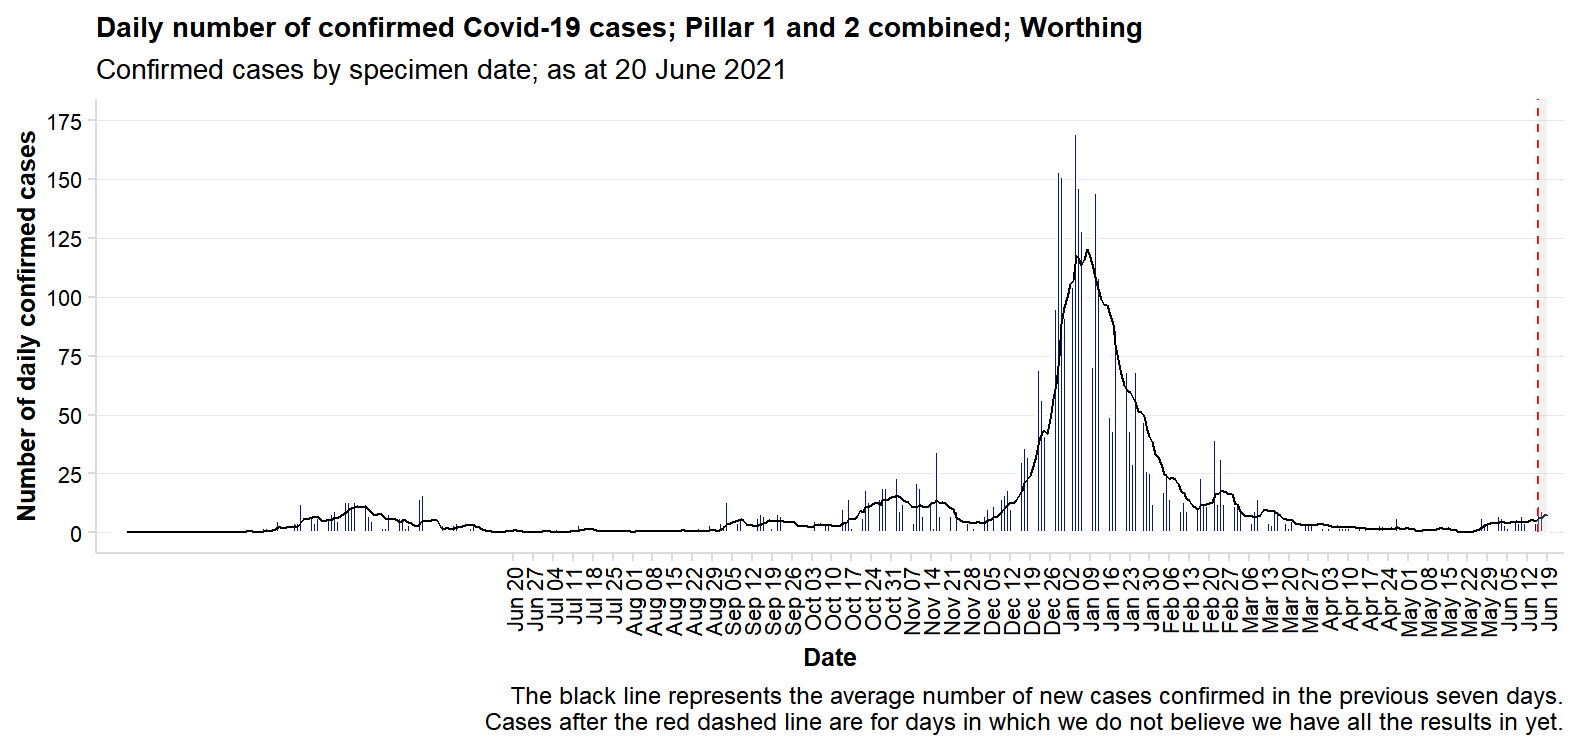 Daily number of confirmed Covid-19 cases; Pillar 1 and 2 combined; Worthing
Confirmed cases by specimen date; as at 20 June 2021
Number of daily confirmed cases
175
150
125
100
75
50
25
0
Jun 20
Jun 27
Jul 04
Jul 11
Jul 18
Jul 25
Aug 01
Aug 08
Aug 15
Aug 22
Aug 29
Sep 05
Sep 12
Sep 19
Sep 26
Oct 03
Oct 10
Oct 17
Oct 24
Oct 31
Nov 07
Nov 14
Nov 21
Nov 28
Dec 05
Dec 12
Dec 19
Dec 26
Jan 02
Jan 09
Jan 16
Jan 23
Jan 30
Feb 06
Feb 13
Feb 20
Feb 27
Mar 06
Mar 13
Mar 20
Mar 27
Apr 03
Apr 10
Apr 17
Apr 24
May 01
May 08
May 15
May 22
May 29
Jun 05
Jun 12
Jun 19
Date
The black line represents the average number of new cases confirmed in the previous seven days.
Cases after the red dashed line are for days in which we do not believe we have all the results in yet.